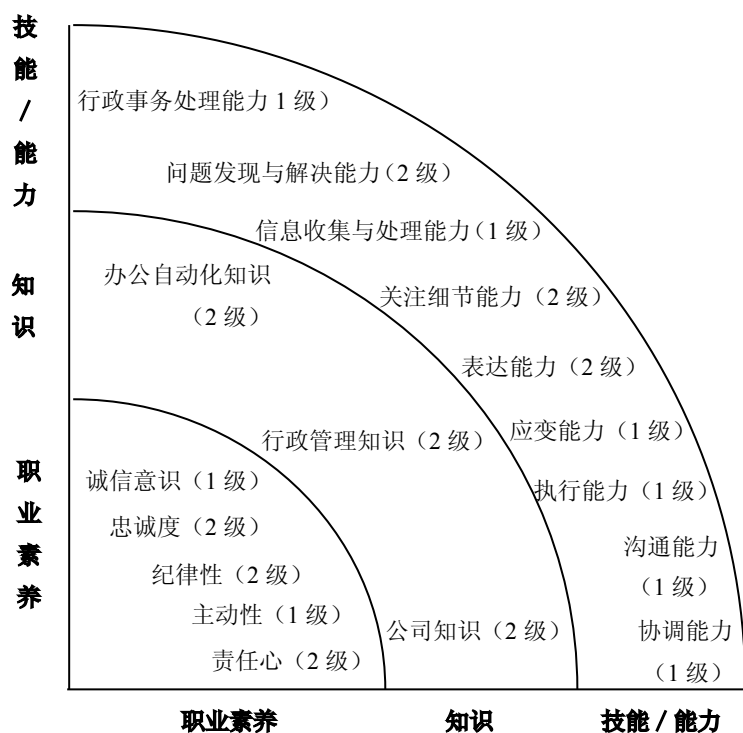 技能/能力
知识
职业素养
行政事务处理能力 1 级）
问题发现与解决能力（2 级）
信息收集与处理能力（1 级）
办公自动化知识
（2 级）
关注细节能力（2 级）
表达能力（2 级）
行政管理知识（2 级）
应变能力（1 级）
诚信意识（1 级）
执行能力（1 级）
忠诚度（2 级）
沟通能力
（1 级）
纪律性（2 级）
主动性（1 级）
公司知识（2 级）
协调能力
（1 级）
责任心（2 级）
职业素养
知识
技能/能力